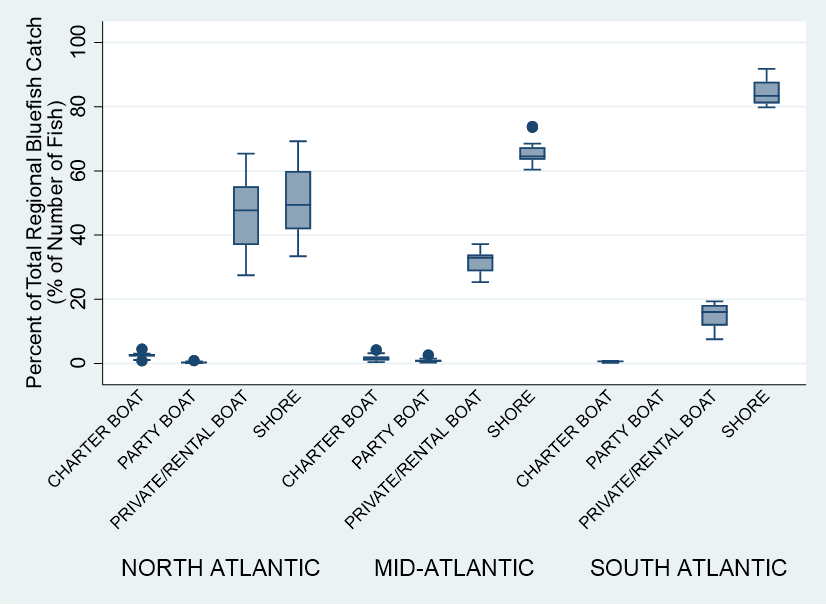 Percent of Total Regional Bluefish Catch
(% of Number of Fish)
100
80
60
40
20
0
CHARTER BOAT
PARTY BOAT
PRIVATE/RENTAL BOAT
SHORE
CHARTER BOAT
PARTY BOAT
PRIVATE/RENTAL BOAT
SHORE
CHARTER BOAT
PARTY BOAT
PRIVATE/RENTAL BOAT
SHORE
NORTH ATLANTIC
MID-ATLANTIC
SOUTH ATLANTIC